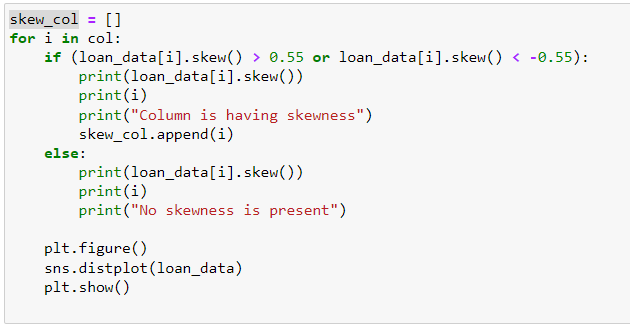 skew_col = []
for i in col:
    if (loan_data[i].skew() > 0.55 or loan_data[i].skew() < -0.55):
        print(loan_data[i].skew())
        print(i)
        print("Column is having skewness")
        skew_col.append(i)
    else:
        print(loan_data[i].skew())
        print(i)
        print("No skewness is present")

    plt.figure()
    sns.distplot(loan_data)
    plt.show()